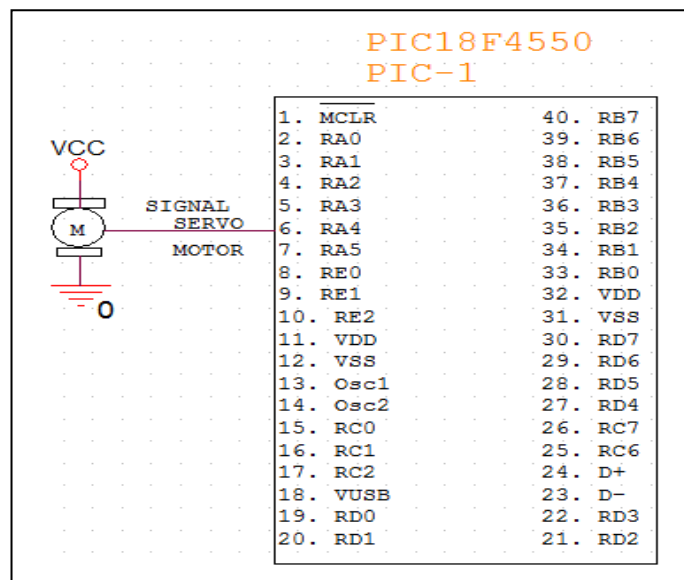 PIC18F4550
PIC-1
VCC
M
0
SIGNAL
SERVO
MOTOR
1. MCLR 40. RB7
2. RA0 39. RB6
3. RA1 38. RB5
4. RA2 37. RB4
5. RA3 36. RB3
6. RA4 35. RB2
7. RA5 34. RB1
8. RE0 33. RB0
9. RE1 32. VDD
10. RE2 31. VSS
11. VDD 30. RD7
12. VSS 29. RD6
13. Osc1 28. RD5
14. Osc2 27. RD4
15. RC0 26. RC7
16. RC1 25. RC6
17. RC2 24. D+
18. VUSB 23. D-
19. RD0 22. RD3
20. RD1 21. RD2